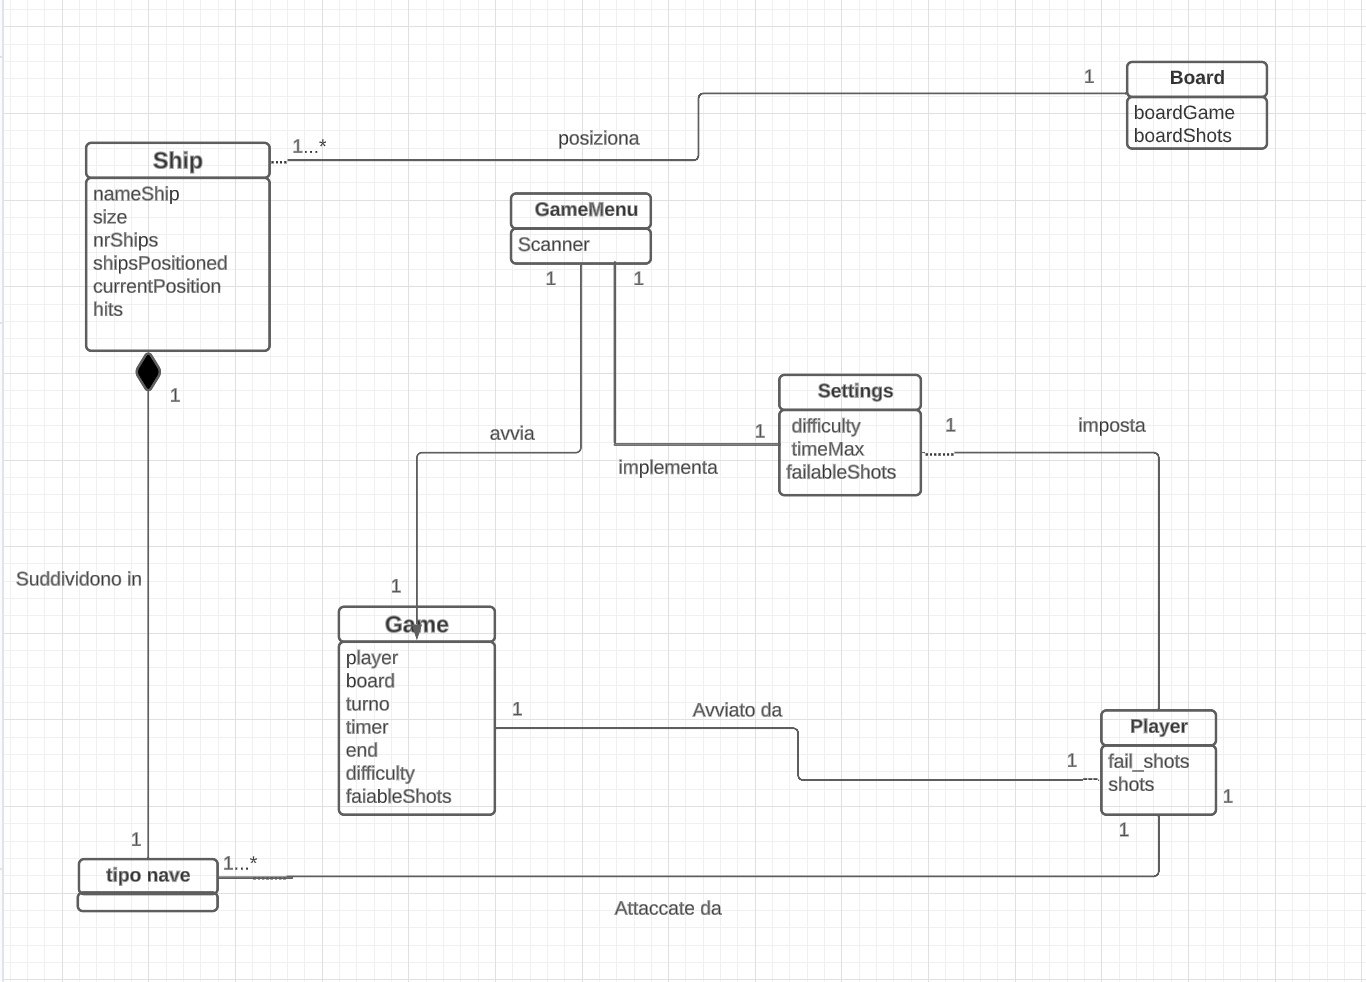 1
Board
boardGame
boardShots
posiziona
1...*
Ship
nameShip
size
nrShips
shipsPositioned
currentPosition
hits
1
GameMenu
Scanner
1
1
Settings
difficulty
timeMax
failableShots
1
1
imposta
avvia
implementa
Suddividono in
1
Game
player
board
turno
timer
end
difficulty
faiableShots
1
Avviato da
1
Player
fail_shots
shots
1
1
1
tipo nave
1...*
Attaccate da